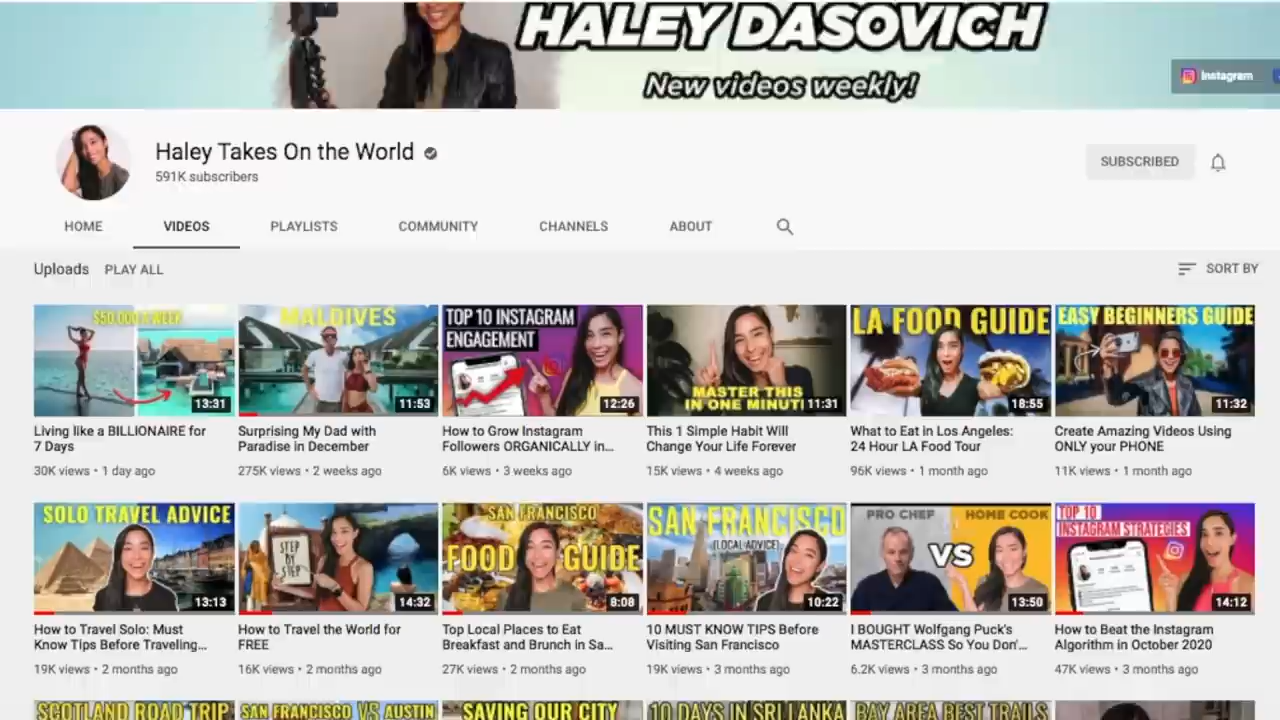 HALEY DASOVICH
New videos weekly!
Instagram
Haley Takes On the World
591K subscribers
SUBSCRIBED
HOME VIDEOS PLAYLISTS COMMUNITY CHANNELS ABOUT
Uploads PLAY ALL SORT BY
$50,000 A WEEK
13:31
MALDIVES
11:53
TOP 10 INSTAGRAM
ENGAGEMENT
12:26
MASTER THIS
IN ONE MINUTE
11:31
LA FOOD GUIDE
18:55
EASY BEGINNERS GUIDE
11:32
Living like a BILLIONAIRE for
7 Days
30K views • 1 day ago
Surprising My Dad with
Paradise in December
275K views • 2 weeks ago
How to Grow Instagram
Followers ORGANICALLY in...
6K views • 3 weeks ago
This 1 Simple Habit Will
Change Your Life Forever
15K views • 4 weeks ago
What to Eat in Los Angeles:
24 Hour LA Food Tour
96K views • 1 month ago
Create Amazing Videos Using
ONLY your PHONE
11K views • 1 month ago
SOLO TRAVEL ADVICE
13:13
STEP
BY
STEP
14:32
SAN FRANCISCO
FOOD GUIDE
8:08
SAN FRANCISCO
(LOCAL ADVICE)
10:22
PRO CHEF HOME COOK
VS
13:50
TOP 10
INSTAGRAM STRATEGIES
14:12
How to Travel Solo: Must
Know Tips Before Traveling...
19K views • 2 months ago
How to Travel the World for
FREE
16K views • 2 months ago
Top Local Places to Eat
Breakfast and Brunch in Sa...
27K views • 2 months ago
10 MUST KNOW TIPS Before
Visiting San Francisco
19K views • 3 months ago
I BOUGHT Wolfgang Puck's
MASTERCLASS So You Don'...
6.2K views • 3 months ago
How to Beat the Instagram
Algorithm in October 2020
47K views • 3 months ago
SCOTLAND ROAD TRIP
SAN FRANCISCO VS AUSTIN
SAVING OUR CITY
10 DAYS IN SRI LANKA
BAY AREA BEST TRAILS